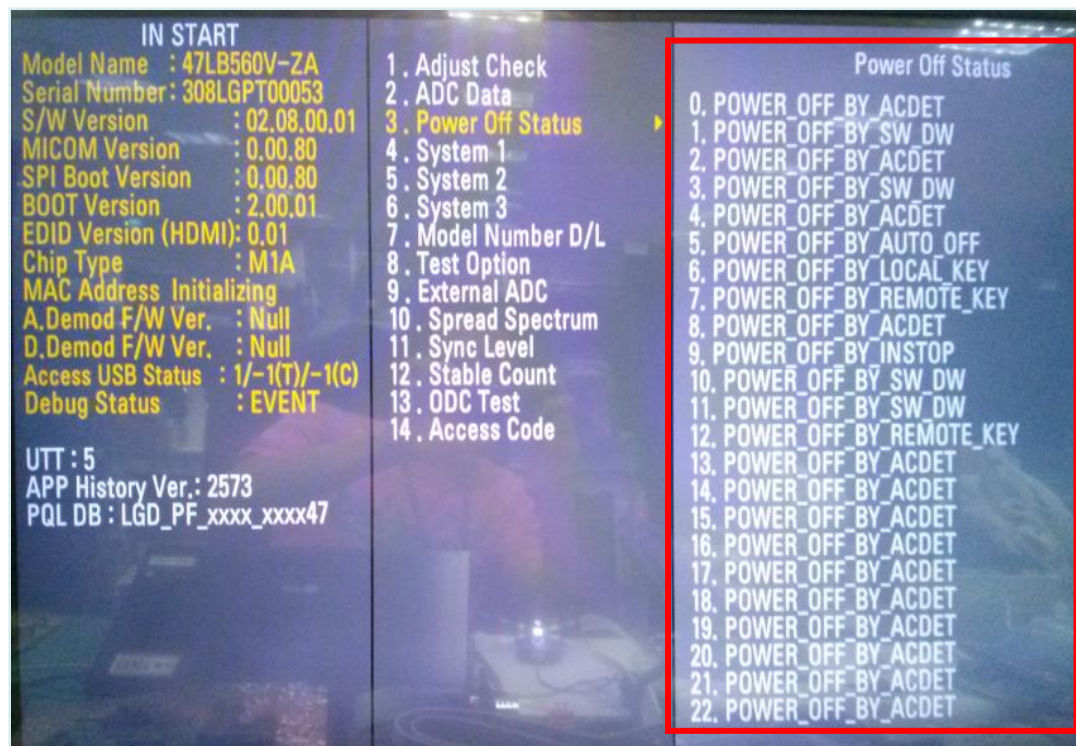 IN START
Model Name : 47LB560V-ZA
Serial Number : 308LGPT00053
S/W Version : 02.08.00.01
MICOM Version : 0.00.80
SPI Boot Version : 0.00.80
BOOT Version : 2.00.01
EDID Version (HDMI): 0.01
Chip Type : M1A
MAC Address Initializing
A.Demod F/W Ver. : Null
D.Demod F/W Ver. : Null
Access USB Status : 1/-1(T)/-1(C)
Debug Status : EVENT
UTT : 5
APP History Ver.: 2573
PQL DB : LGD_PF_xxxx_xxxx47
1 . Adjust Check
2 . ADC Data
3 . Power Off Status
4 . System 1
5 . System 2
6 . System 3
7 . Model Number D/L
8 . Test Option
9 . External ADC
10 . Spread Spectrum
11 . Sync Level
12 . Stable Count
13 . ODC Test
14 . Access Code
Power Off Status
0. POWER_OFF_BY_ACDET
1. POWER_OFF_BY_SW_DW
2. POWER_OFF_BY_ACDET
3. POWER_OFF_BY_SW_DW
4. POWER_OFF_BY_ACDET
5. POWER_OFF_BY_AUTO_OFF
6. POWER_OFF_BY_LOCAL_KEY
7. POWER_OFF_BY_REMOTE_KEY
8. POWER_OFF_BY_ACDET
9. POWER_OFF_BY_INSTOP
10. POWER_OFF_BY_SW_DW
11. POWER_OFF_BY_SW_DW
12. POWER_OFF_BY_REMOTE_KEY
13. POWER_OFF_BY_ACDET
14. POWER_OFF_BY_ACDET
15. POWER_OFF_BY_ACDET
16. POWER_OFF_BY_ACDET
17. POWER_OFF_BY_ACDET
18. POWER_OFF_BY_ACDET
19. POWER_OFF_BY_ACDET
20. POWER_OFF_BY_ACDET
21. POWER_OFF_BY_ACDET
22. POWER_OFF_BY_ACDET